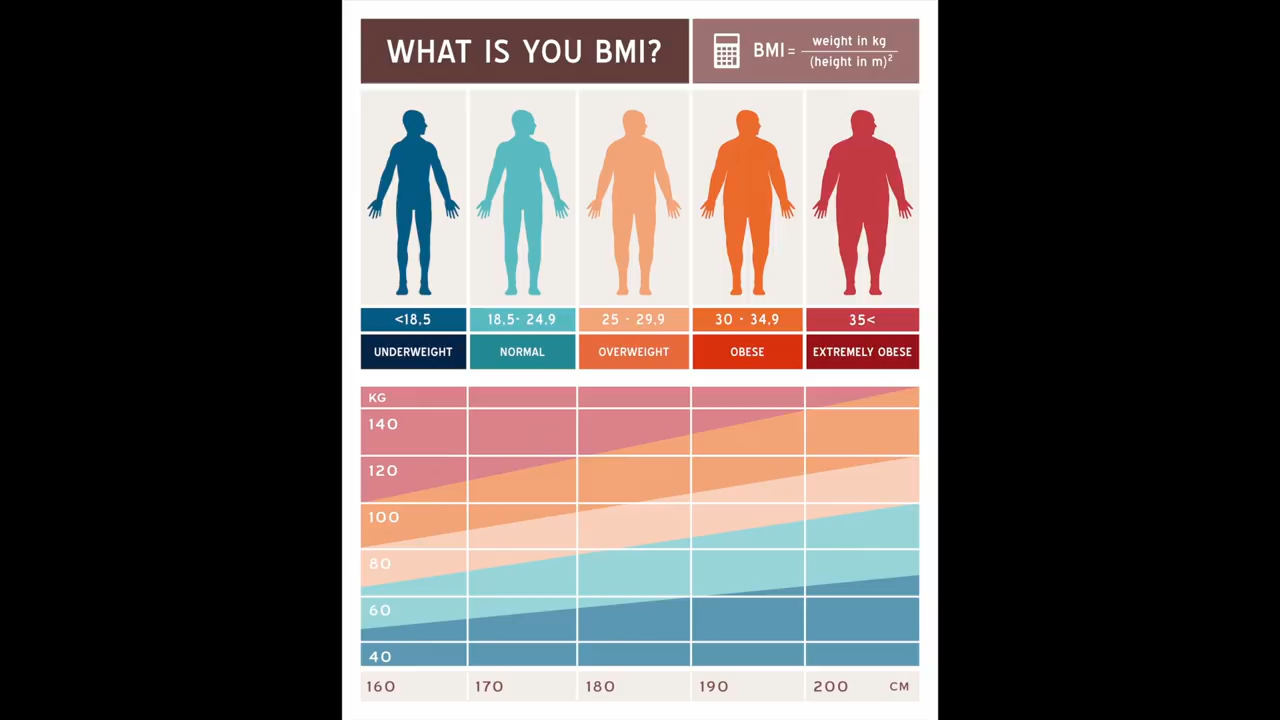 WHAT IS YOU BMI?
BMI= weight in kg
(height in m)²
<18,5
18,5- 24,9
25 - 29,9
30 - 34,9
35<
UNDERWEIGHT
NORMAL
OVERWEIGHT
OBESE
EXTREMELY OBESE
KG
140
120
100
80
60
40
160
170
180
190
200
CM